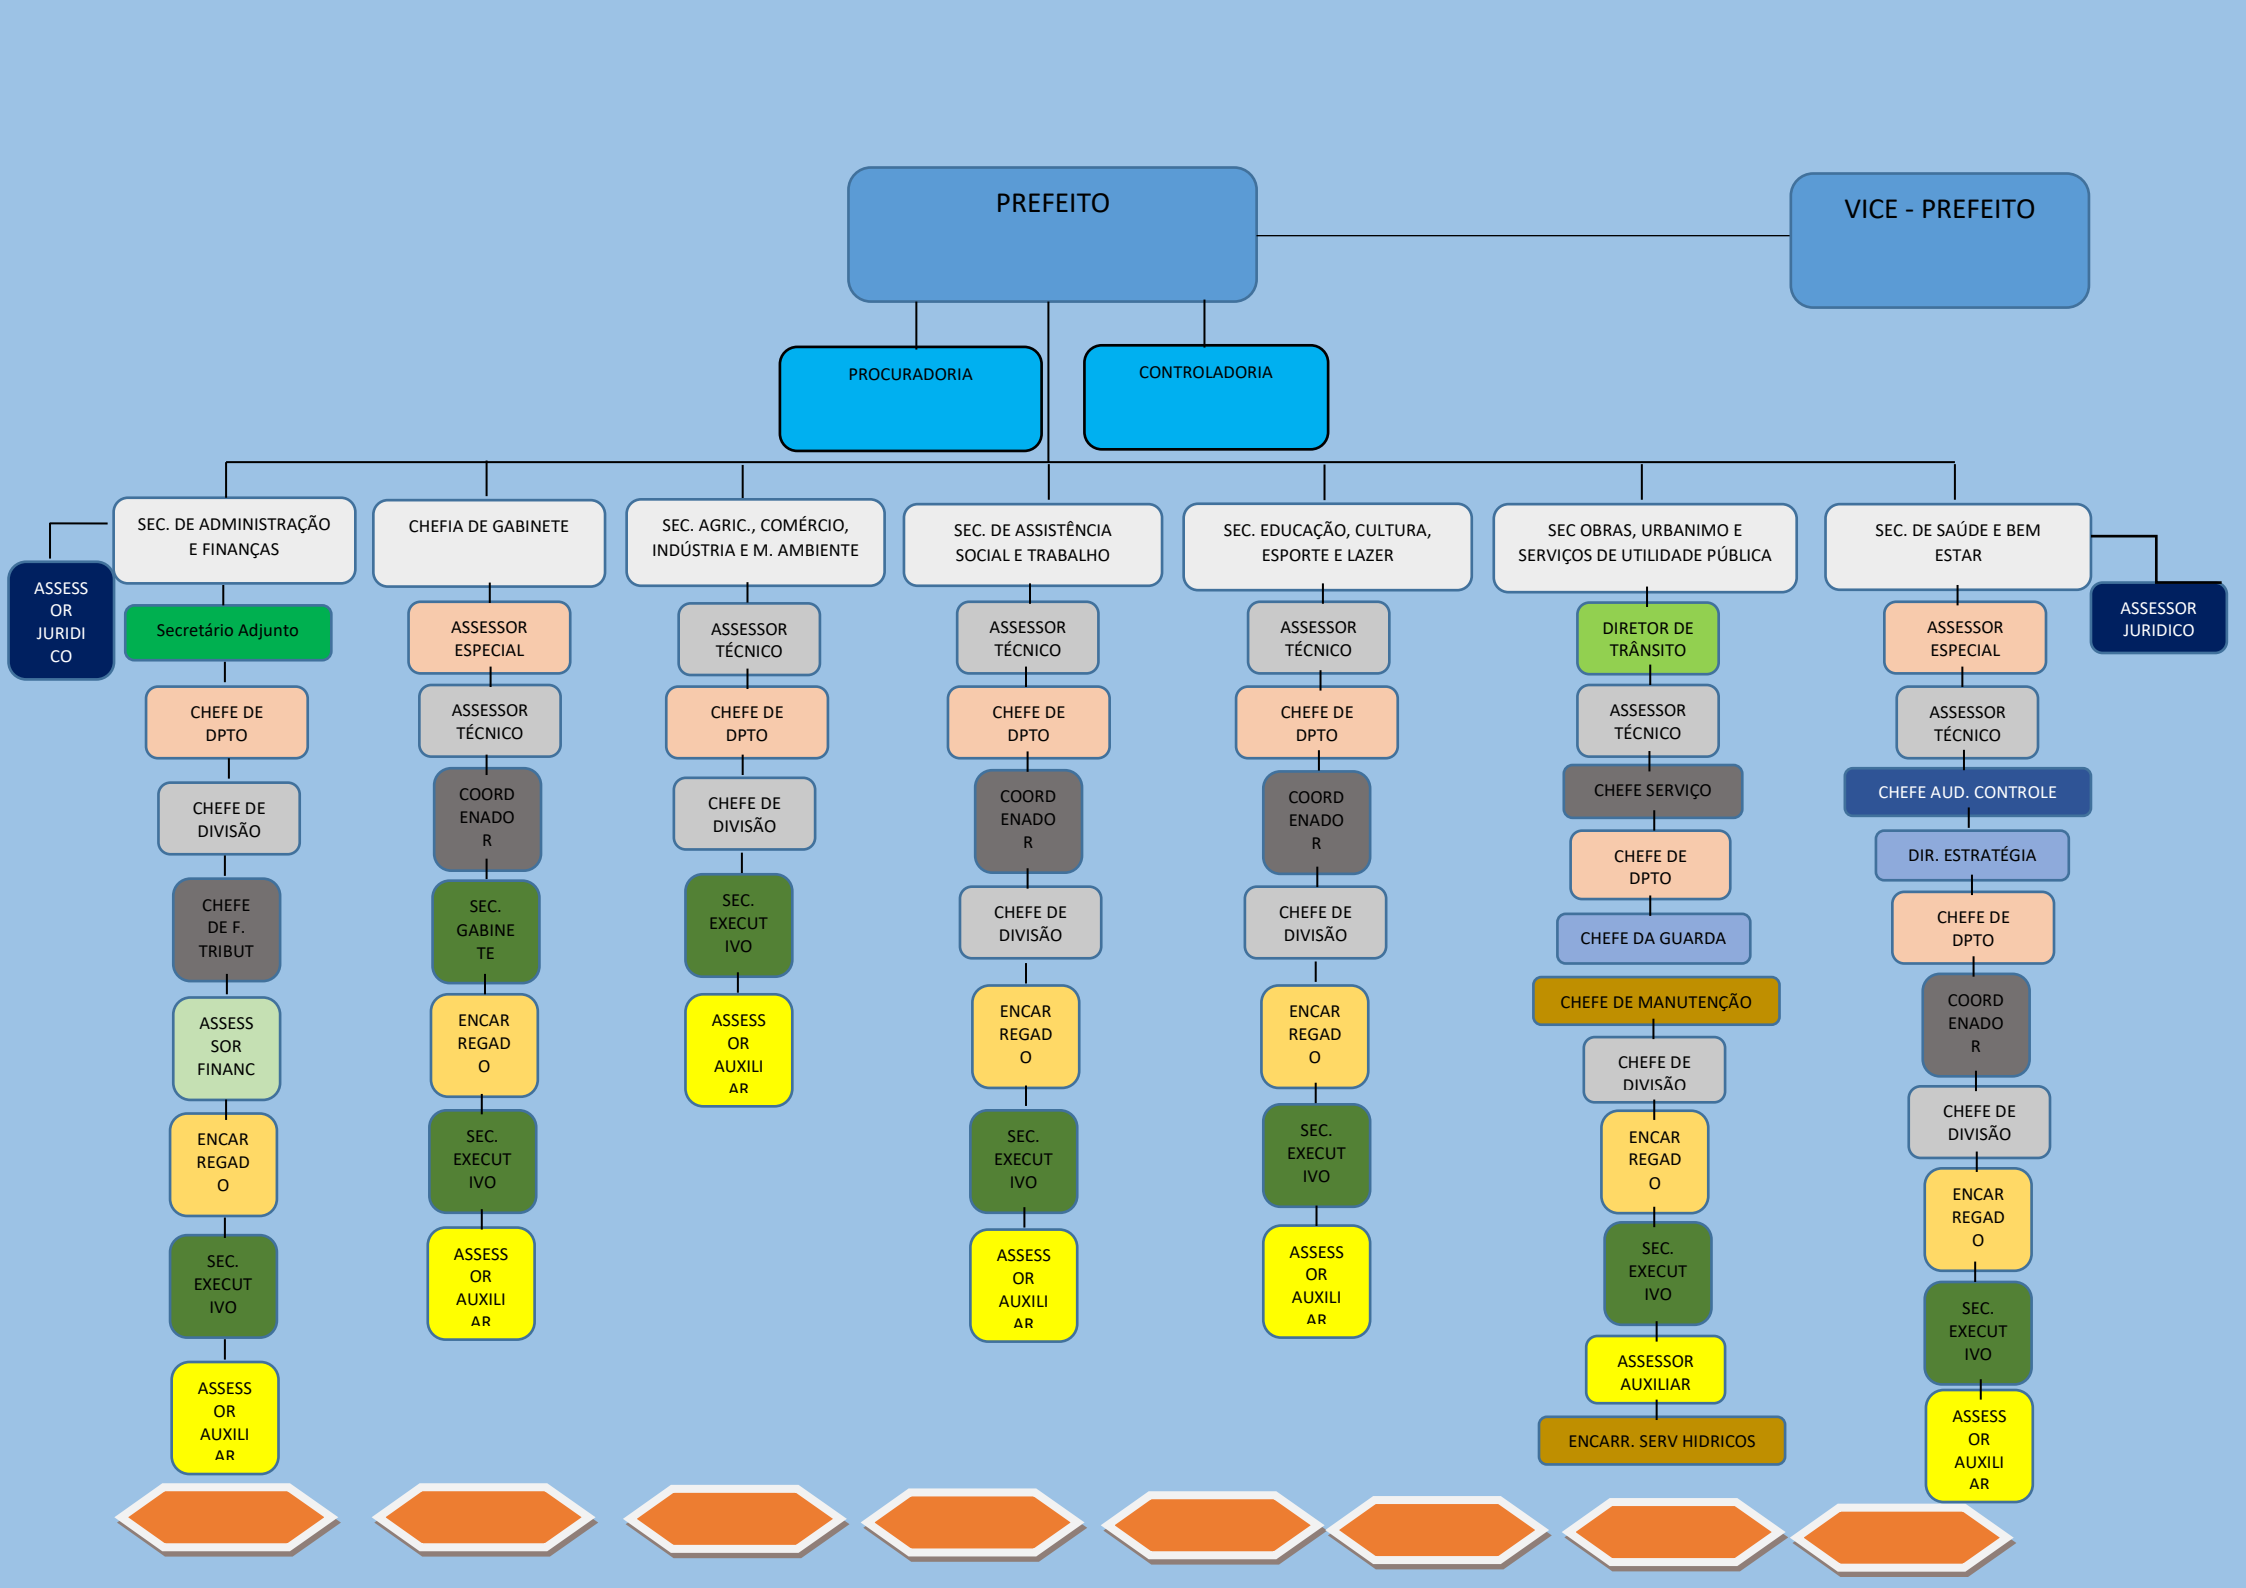 PREFEITO
VICE - PREFEITO
PROCURADORIA
CONTROLADORIA
SEC. DE ADMINISTRAÇÃO
E FINANÇAS
ASSESS
OR
JURIDI
CO
Secretário Adjunto
CHEFE DE
DPTO
CHEFE DE
DIVISÃO
CHEFE
DE F.
TRIBUT
ASSESS
SOR
FINANC
ENCAR
REGAD
O
SEC.
EXECUT
IVO
ASSESS
OR
AUXILI
AR
CHEFIA DE GABINETE
ASSESSOR
ESPECIAL
ASSESSOR
TÉCNICO
COORD
ENADO
R
SEC.
GABINE
TE
ENCAR
REGAD
O
SEC.
EXECUT
IVO
ASSESS
OR
AUXILI
AR
SEC. AGRIC., COMÉRCIO,
INDÚSTRIA E M. AMBIENTE
ASSESSOR
TÉCNICO
CHEFE DE
DPTO
CHEFE DE
DIVISÃO
SEC.
EXECUT
IVO
ASSESS
OR
AUXILI
AR
SEC. DE ASSISTÊNCIA
SOCIAL E TRABALHO
ASSESSOR
TÉCNICO
CHEFE DE
DPTO
COORD
ENADO
R
CHEFE DE
DIVISÃO
ENCAR
REGAD
O
SEC.
EXECUT
IVO
ASSESS
OR
AUXILI
AR
SEC. EDUCAÇÃO, CULTURA,
ESPORTE E LAZER
ASSESSOR
TÉCNICO
CHEFE DE
DPTO
COORD
ENADO
R
CHEFE DE
DIVISÃO
ENCAR
REGAD
O
SEC.
EXECUT
IVO
ASSESS
OR
AUXILI
AR
SEC OBRAS, URBANIMO E
SERVIÇOS DE UTILIDADE PÚBLICA
DIRETOR DE
TRÂNSITO
ASSESSOR
TÉCNICO
CHEFE SERVIÇO
CHEFE DE
DPTO
CHEFE DA GUARDA
CHEFE DE MANUTENÇÃO
CHEFE DE
DIVISÃO
ENCAR
REGAD
O
SEC.
EXECUT
IVO
ASSESSOR
AUXILIAR
ENCARR. SERV HIDRICOS
SEC. DE SAÚDE E BEM
ESTAR
ASSESSOR
JURIDICO
ASSESSOR
ESPECIAL
ASSESSOR
TÉCNICO
CHEFE AUD. CONTROLE
DIR. ESTRATÉGIA
CHEFE DE
DPTO
COORD
ENADO
R
CHEFE DE
DIVISÃO
ENCAR
REGAD
O
SEC.
EXECUT
IVO
ASSESS
OR
AUXILI
AR